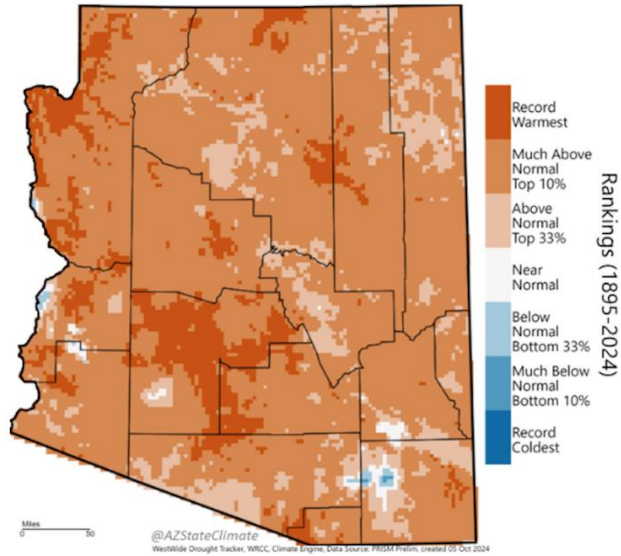 Record
Warmest
Much Above
Normal
Top 10%
Above
Normal
Top 33%
Near
Normal
Below
Normal
Bottom 33%
Much Below
Normal
Bottom 10%
Record
Coldest
Rankings (1895-2024)
Miles
0 50
@AZStateClimate
WestWide Drought Tracker, WRCC, Climate Engine, Data Source: PRISM Prelim, created 05 Oct 2024